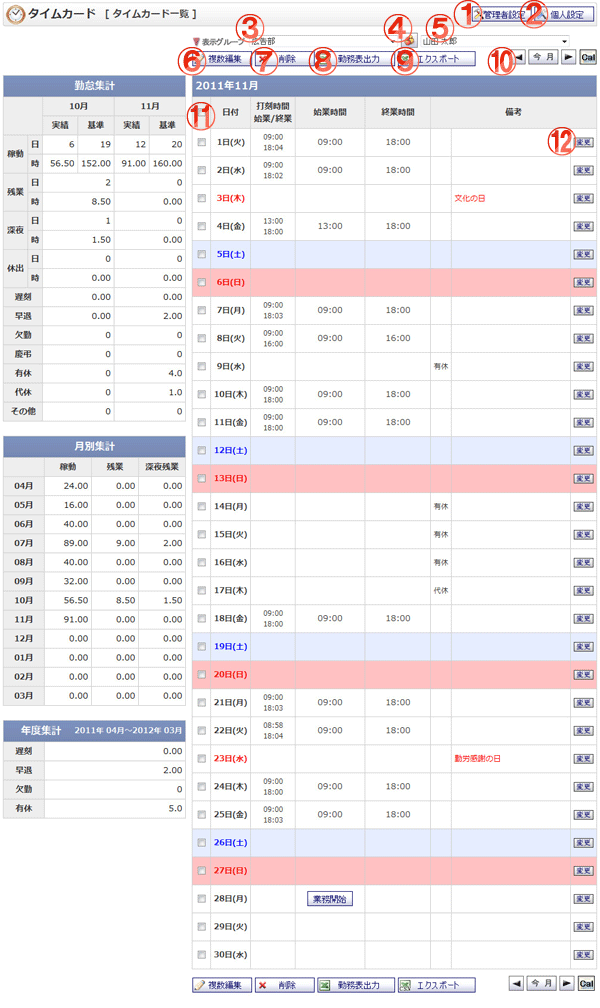 タイムカード [ タイムカード一覧 ] ① 管理者設定 ② 個人設定
③ ④ ⑤
▼表示グループ 広告部 山田 太郎
⑥ 複数編集 ⑦ 削除 ⑧ 勤務表出力 ⑨ エクスポート ⑩ ◀ 今 月 ▶ Cal
勤怠集計
10月 11月
実績 基準 実績 基準
稼働 日 6 19 12 20
時 56.50 152.00 91.00 160.00
残業 日 2 0
時 8.50 0.00
深夜 日 1 0
時 1.50 0.00
休出 日 0 0
時 0.00 0.00
遅刻 0.00 0.00
早退 0.00 2.00
欠勤 0 0
慶弔 0 0
有休 0 4.0
代休 0 1.0
その他 0 0
月別集計
稼働 残業 深夜残業
04月 24.00 0.00 0.00
05月 16.00 0.00 0.00
06月 40.00 0.00 0.00
07月 89.00 9.00 2.00
08月 40.00 0.00 0.00
09月 32.00 0.00 0.00
10月 56.50 8.50 1.50
11月 91.00 0.00 0.00
12月 0.00 0.00 0.00
01月 0.00 0.00 0.00
02月 0.00 0.00 0.00
03月 0.00 0.00 0.00
年度集計 2011年 04月～2012年 03月
遅刻 0.00
早退 2.00
欠勤 0
有休 5.0
2011年11月
⑪ 日付 打刻時間 始業/終業 始業時間 終業時間 備考
1日(火) 09:00 18:04 09:00 18:00 ⑫ 変更
2日(水) 09:00 18:02 09:00 18:00 変更
3日(木) 文化の日 変更
4日(金) 13:00 18:00 13:00 18:00 変更
5日(土) 変更
6日(日) 変更
7日(月) 09:00 18:03 09:00 18:00 変更
8日(火) 09:00 16:00 09:00 16:00 変更
9日(水) 有休 変更
10日(木) 09:00 18:00 09:00 18:00 変更
11日(金) 09:00 18:00 09:00 18:00 変更
12日(土) 変更
13日(日) 変更
14日(月) 有休 変更
15日(火) 有休 変更
16日(水) 有休 変更
17日(木) 代休 変更
18日(金) 09:00 18:00 09:00 18:00 変更
19日(土) 変更
20日(日) 変更
21日(月) 09:00 18:03 09:00 18:00 変更
22日(火) 08:58 18:04 09:00 18:00 変更
23日(水) 勤労感謝の日 変更
24日(木) 09:00 18:00 09:00 18:00 変更
25日(金) 09:00 18:03 09:00 18:00 変更
26日(土) 変更
27日(日) 変更
28日(月) 業務開始 変更
29日(火) 変更
30日(水) 変更
複数編集 削除 勤務表出力 エクスポート ◀ 今 月 ▶ Cal